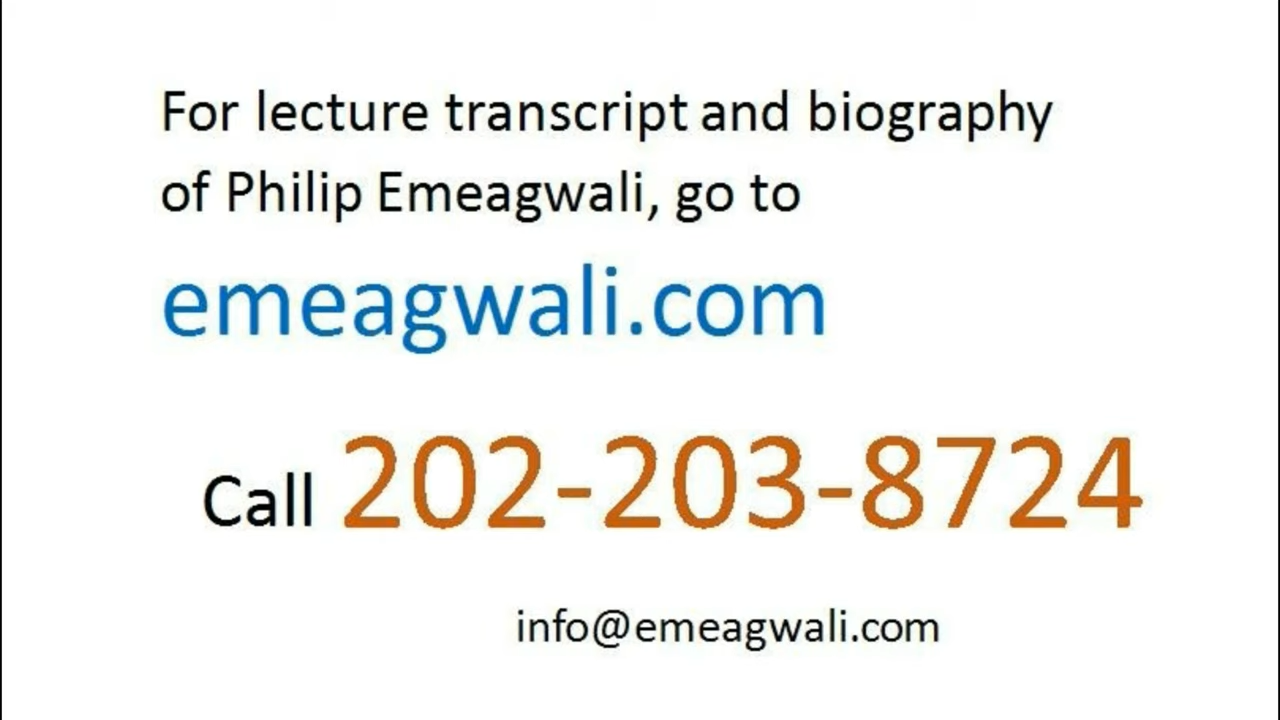 For lecture transcript and biography
of Philip Emeagwali, go to
emeagwali.com
Call 202-203-8724
info@emeagwali.com